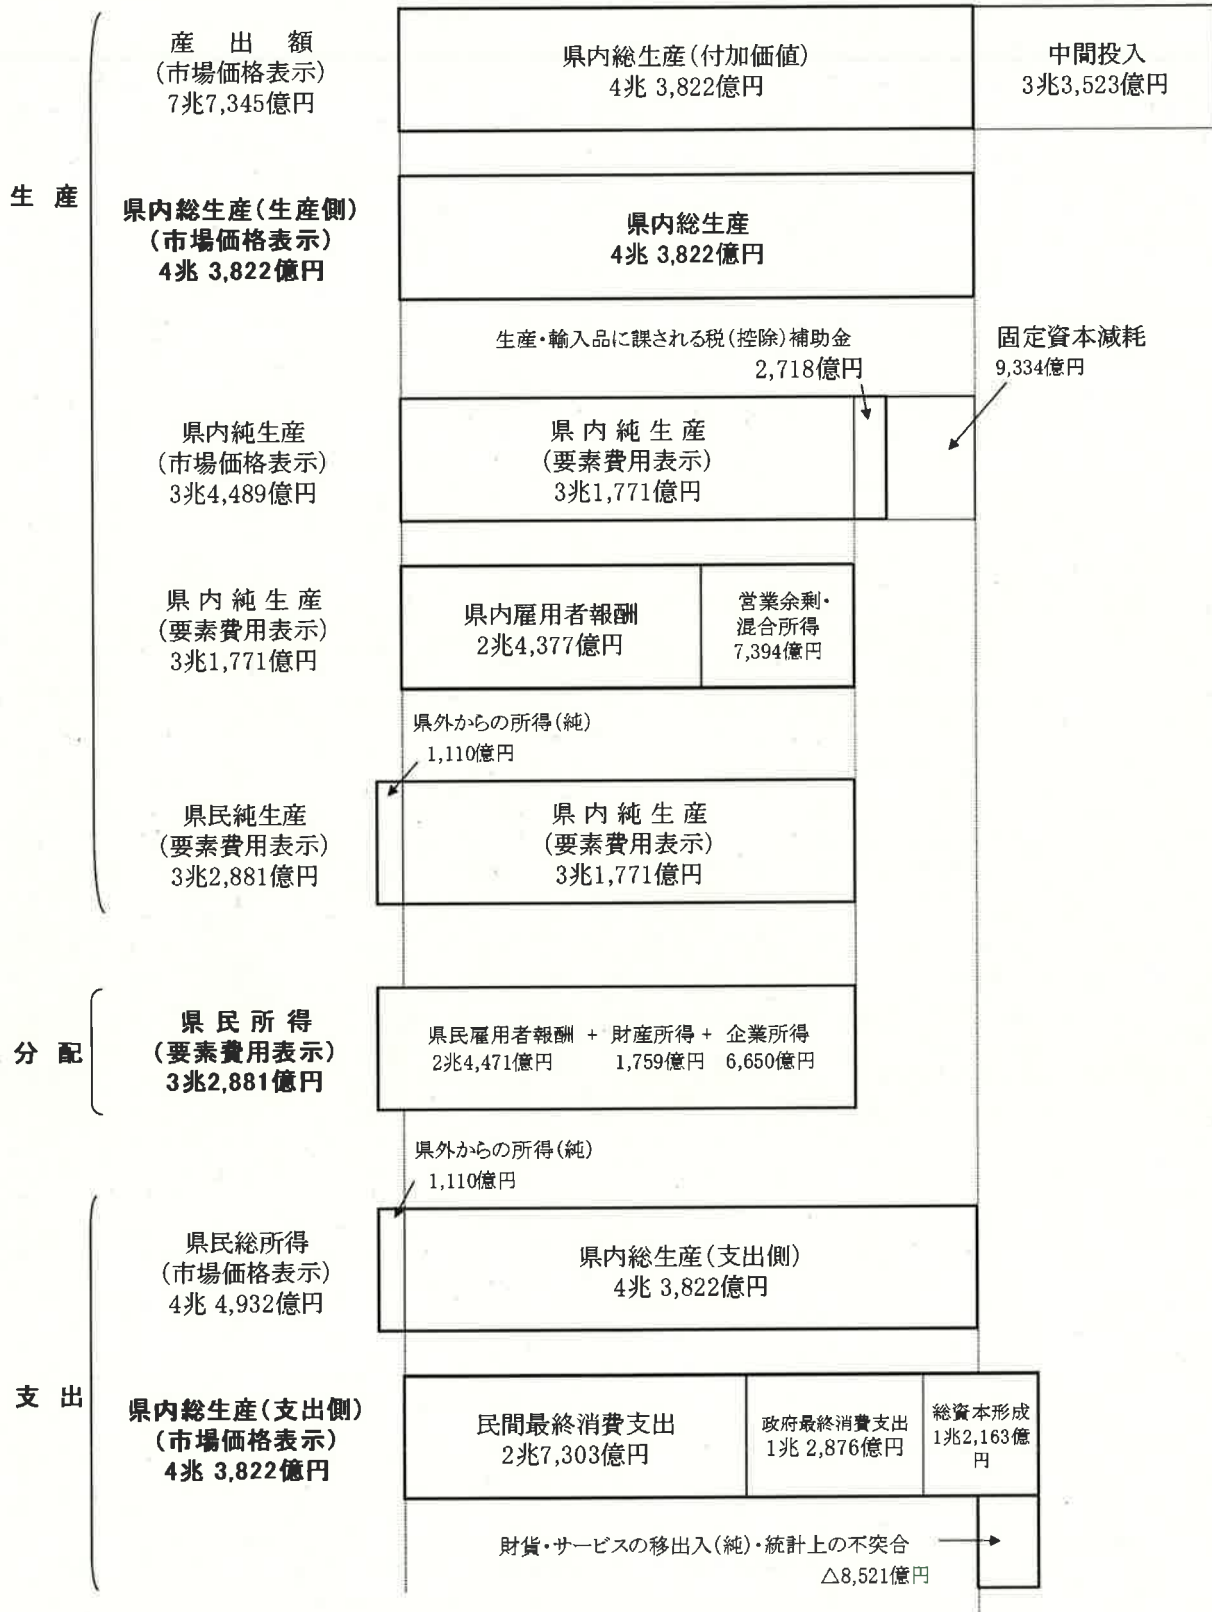 生 産
産 出 額
(市場価格表示)
7兆7,345億円
県内総生産(付加価値)
4兆 3,822億円
中間投入
3兆3,523億円
県内総生産(生産側)
(市場価格表示)
4兆 3,822億円
県内総生産
4兆 3,822億円
生産・輸入品に課される税(控除)補助金
2,718億円
固定資本減耗
9,334億円
県内純生産
(市場価格表示)
3兆4,489億円
県 内 純 生 産
(要素費用表示)
3兆1,771億円
県 内 純 生 産
(要素費用表示)
3兆1,771億円
県内雇用者報酬
2兆4,377億円
営業余剰・
混合所得
7,394億円
県外からの所得(純)
1,110億円
県民純生産
(要素費用表示)
3兆2,881億円
県 内 純 生 産
(要素費用表示)
3兆1,771億円
分 配
県 民 所 得
(要素費用表示)
3兆2,881億円
県民雇用者報酬 + 財産所得 + 企業所得
2兆4,471億円 1,759億円 6,650億円
県外からの所得(純)
1,110億円
支 出
県民総所得
(市場価格表示)
4兆 4,932億円
県内総生産(支出側)
4兆 3,822億円
県内総生産(支出側)
(市場価格表示)
4兆 3,822億円
民間最終消費支出
2兆7,303億円
政府最終消費支出
1兆 2,876億円
総資本形成
1兆2,163億
円
財貨・サービスの移出入(純)・統計上の不突合
△8,521億円